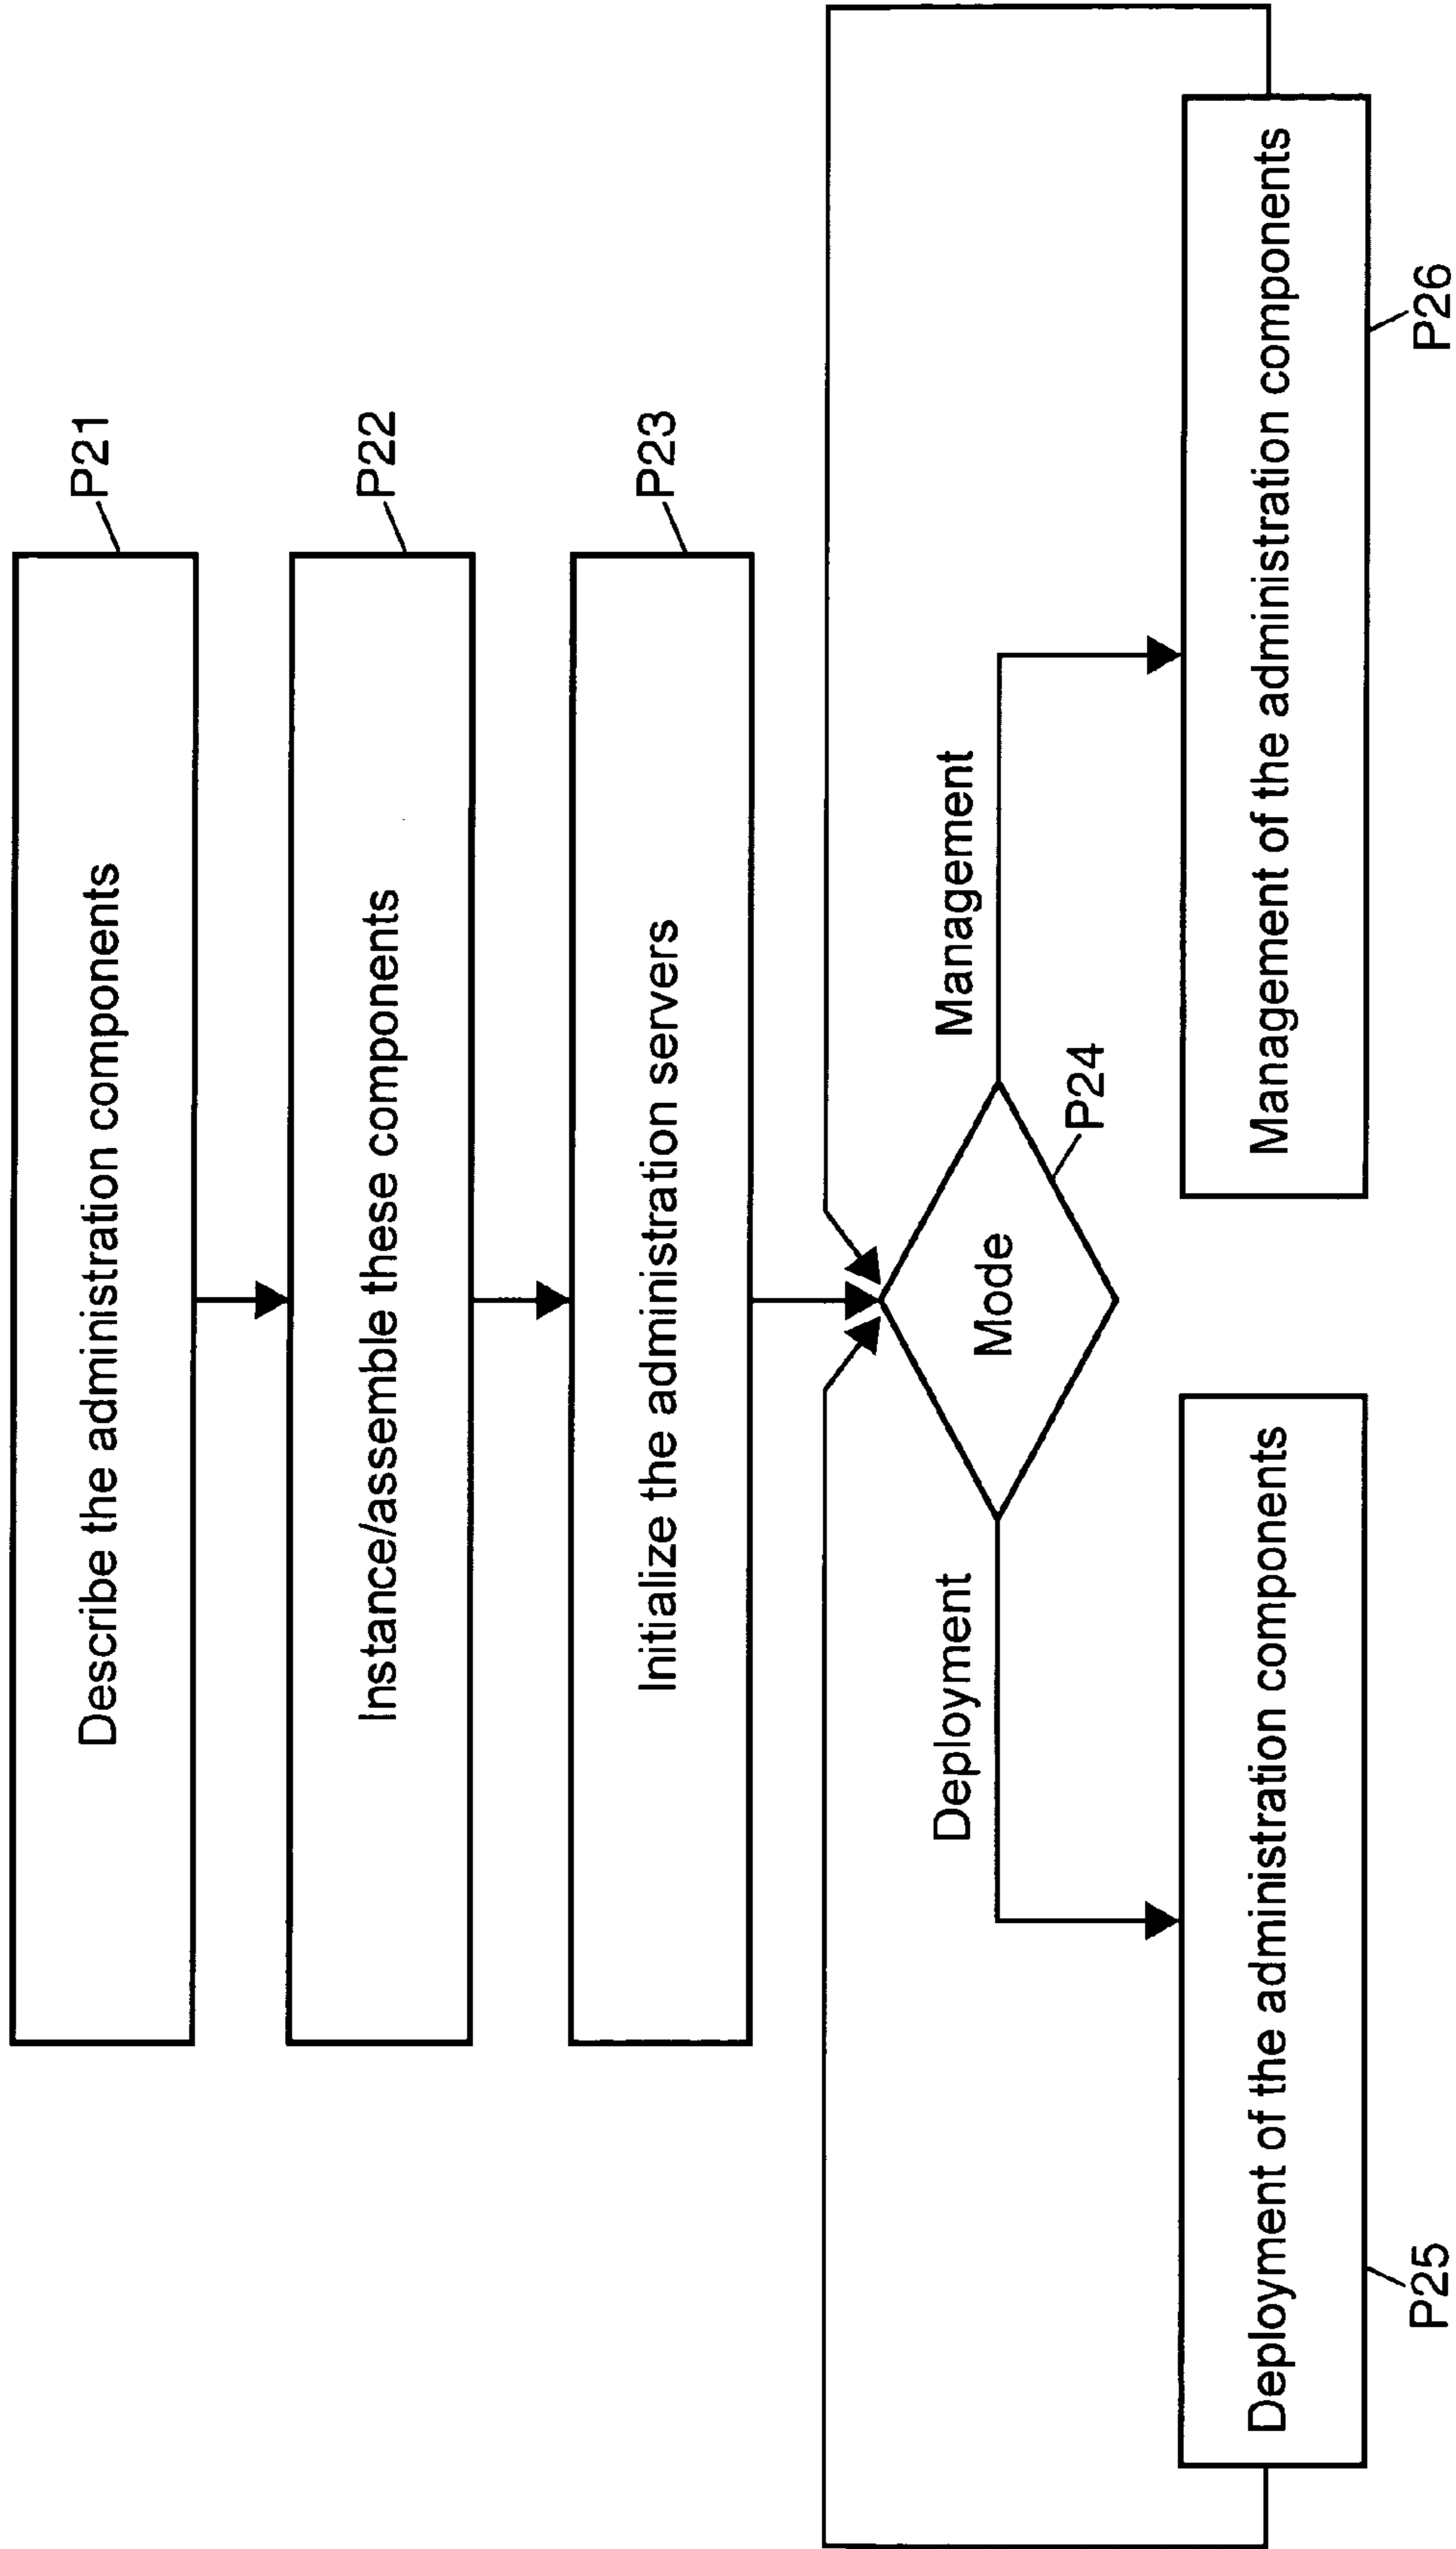 Describe the administration components
P21
Instance/assemble these components
P22
Initialize the administration servers
P23
Deployment
Mode
Management
P24
Deployment of the administration components
P25
Management of the administration components
P26